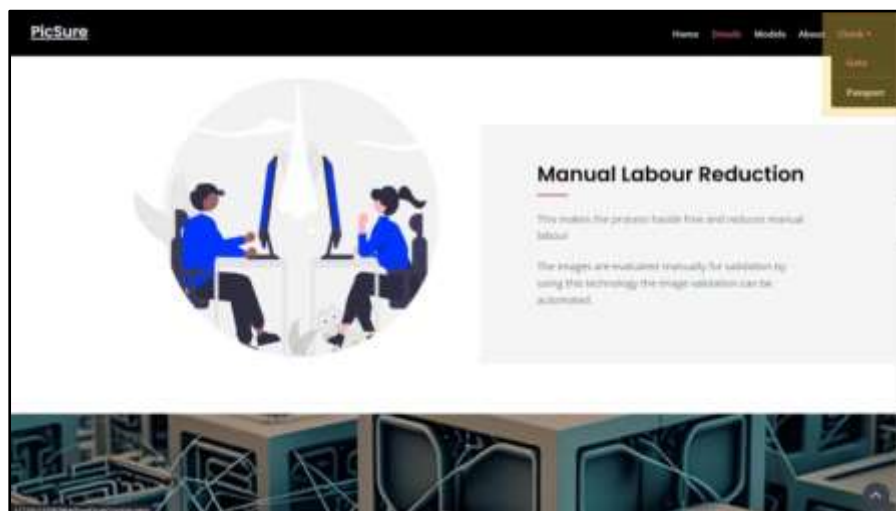 PicSure
Home Details Models About Check
Gate
Passport
Manual Labour Reduction
This makes the process hassle free and reduces manual
labour
The images are evaluated manually for validation by
using this technology the image validation can be
automated.